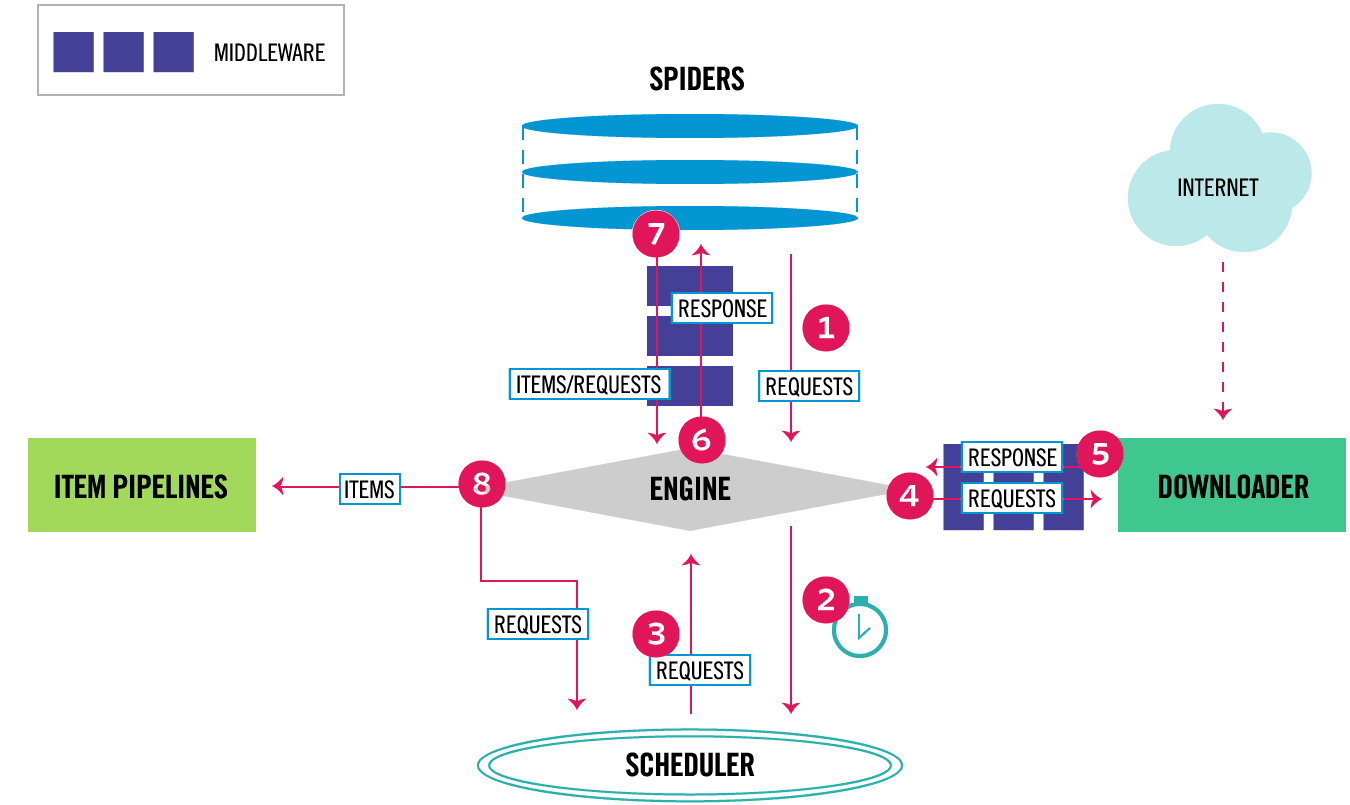 MIDDLEWARE
SPIDERS
INTERNET
7
RESPONSE
1
ITEMS/REQUESTS
REQUESTS
6
ITEM PIPELINES
ITEMS
8
ENGINE
4
RESPONSE
5
REQUESTS
DOWNLOADER
REQUESTS
3
REQUESTS
2
SCHEDULER